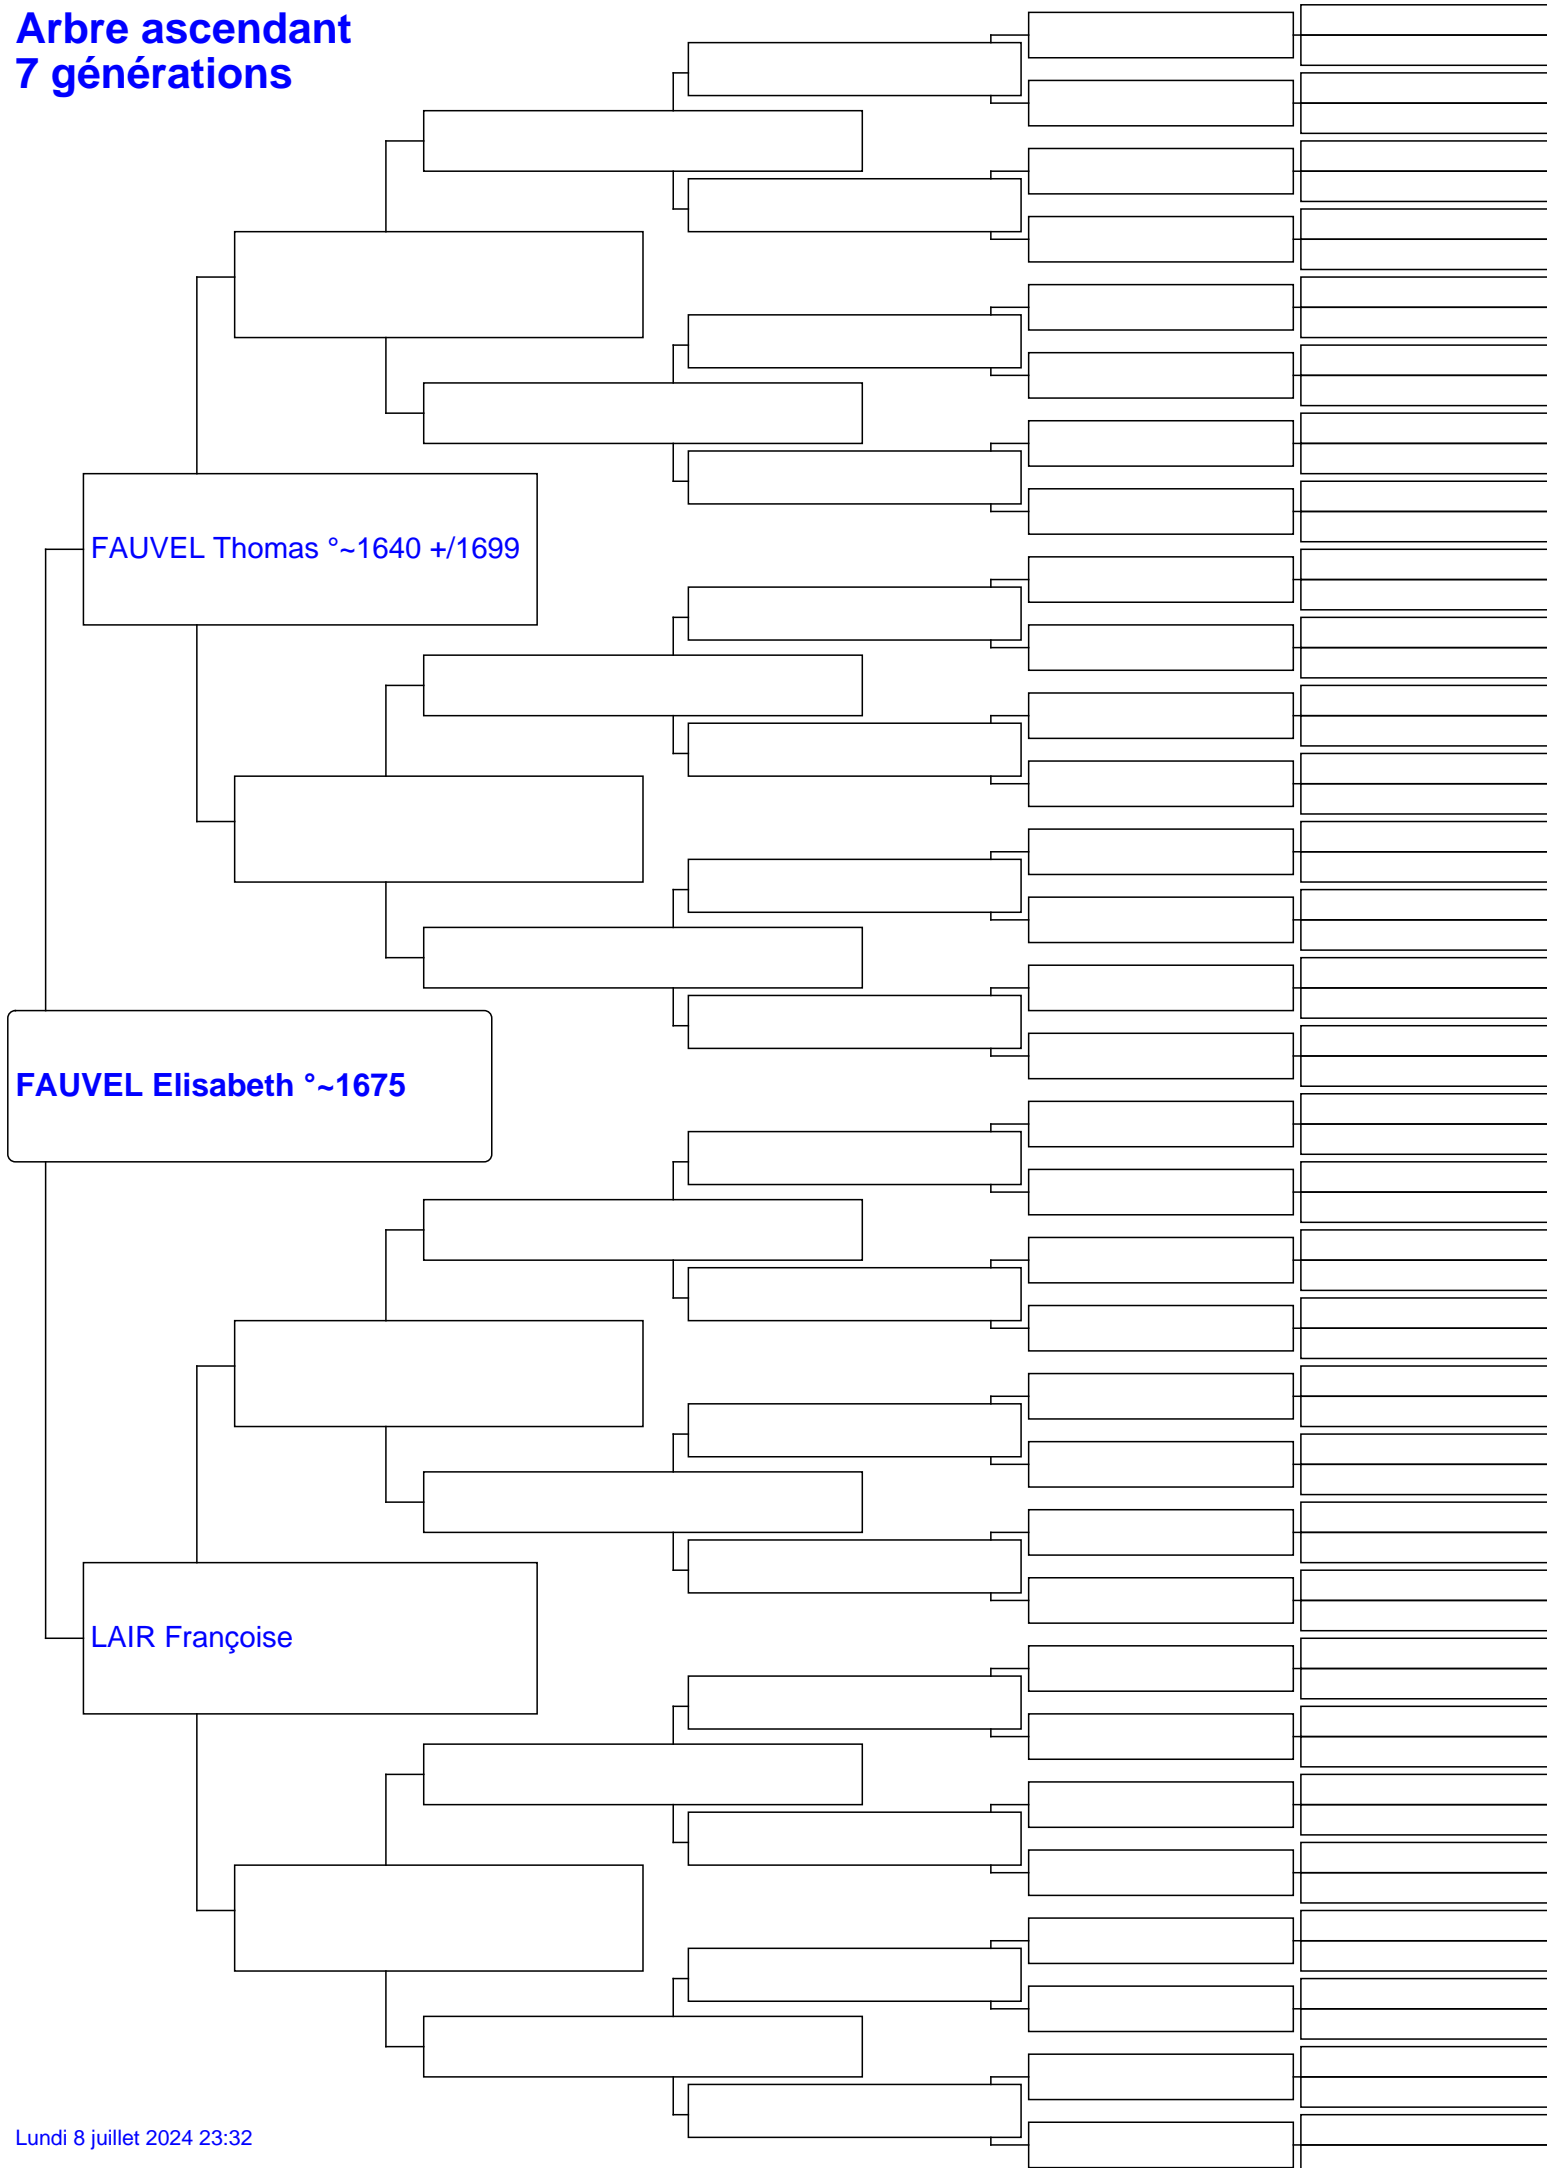 Arbre ascendant
7 générations
FAUVEL Thomas °~1640 +/1699
FAUVEL Elisabeth °~1675
LAIR Françoise
Lundi 8 juillet 2024 23:32